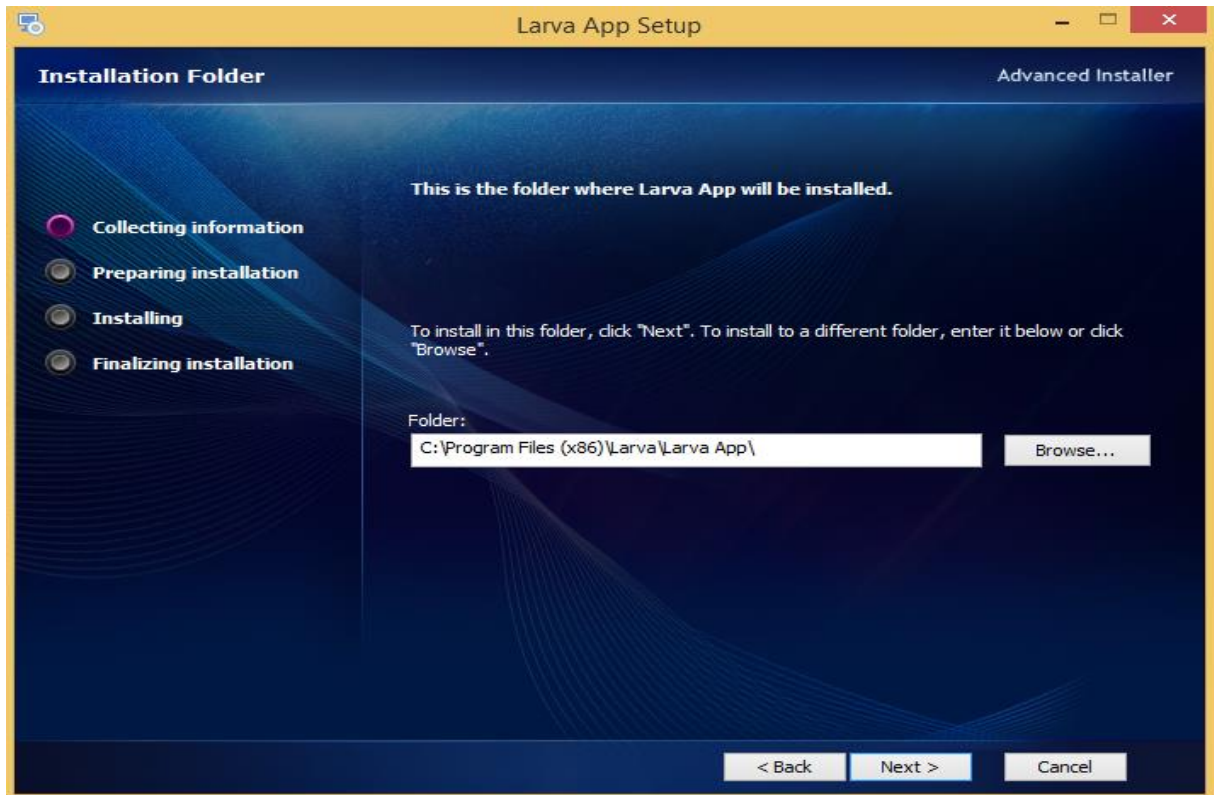 Larva App Setup
Installation Folder
Advanced Installer
This is the folder where Larva App will be installed.
Collecting information
Preparing installation
Installing
Finalizing installation
To install in this folder, click "Next". To install to a different folder, enter it below or click
"Browse".
Folder:
C:\Program Files (x86)\Larva\Larva App\
Browse...
< Back
Next >
Cancel